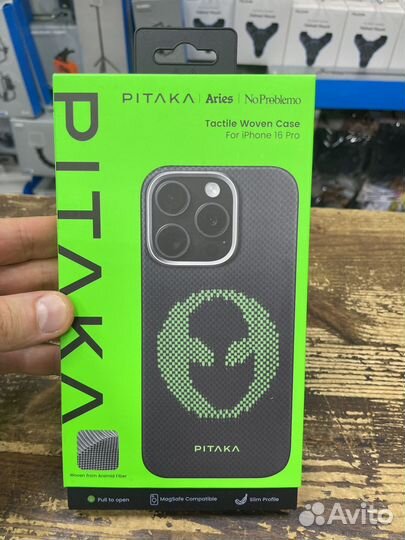 PITAKA | Aries | NoProblemo
Tactile Woven Case
For iPhone 16 Pro
PITAKA
PITAKA
Woven from Aramid Fiber
Pull to open
MagSafe Compatible
Slim Profile
Avito